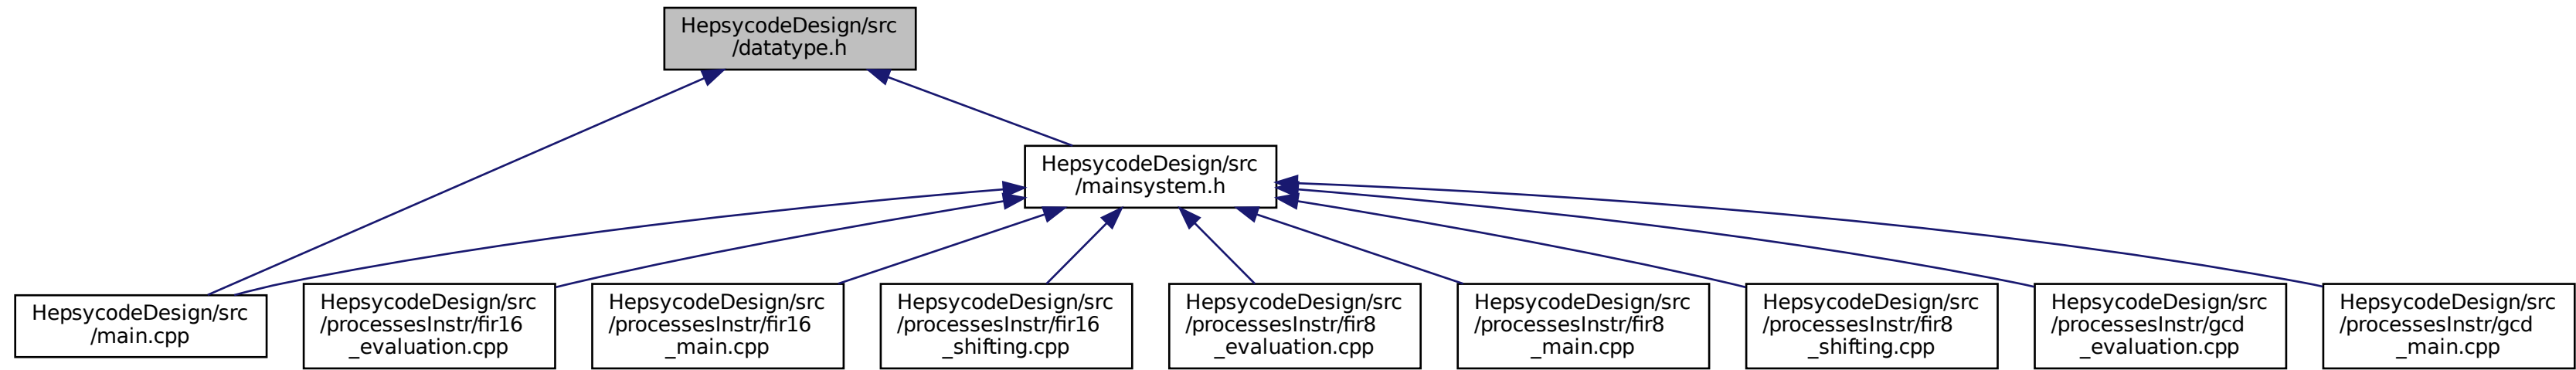 HepsycodeDesign/src
/datatype.h
HepsycodeDesign/src
/mainsystem.h
HepsycodeDesign/src
/main.cpp
HepsycodeDesign/src
/processesInstr/fir16
_evaluation.cpp
HepsycodeDesign/src
/processesInstr/fir16
_main.cpp
HepsycodeDesign/src
/processesInstr/fir16
_shifting.cpp
HepsycodeDesign/src
/processesInstr/fir8
_evaluation.cpp
HepsycodeDesign/src
/processesInstr/fir8
_main.cpp
HepsycodeDesign/src
/processesInstr/fir8
_shifting.cpp
HepsycodeDesign/src
/processesInstr/gcd
_evaluation.cpp
HepsycodeDesign/src
/processesInstr/gcd
_main.cpp